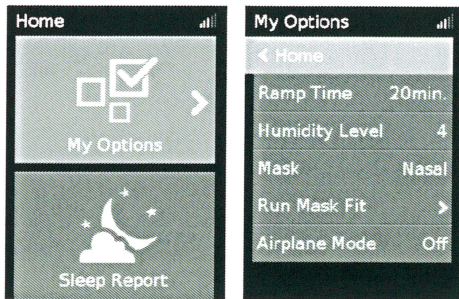 Home
My Options
Sleep Report
My Options
< Home
Ramp Time 20min.
Humidity Level 4
Mask Nasal
Run Mask Fit >
Airplane Mode Off